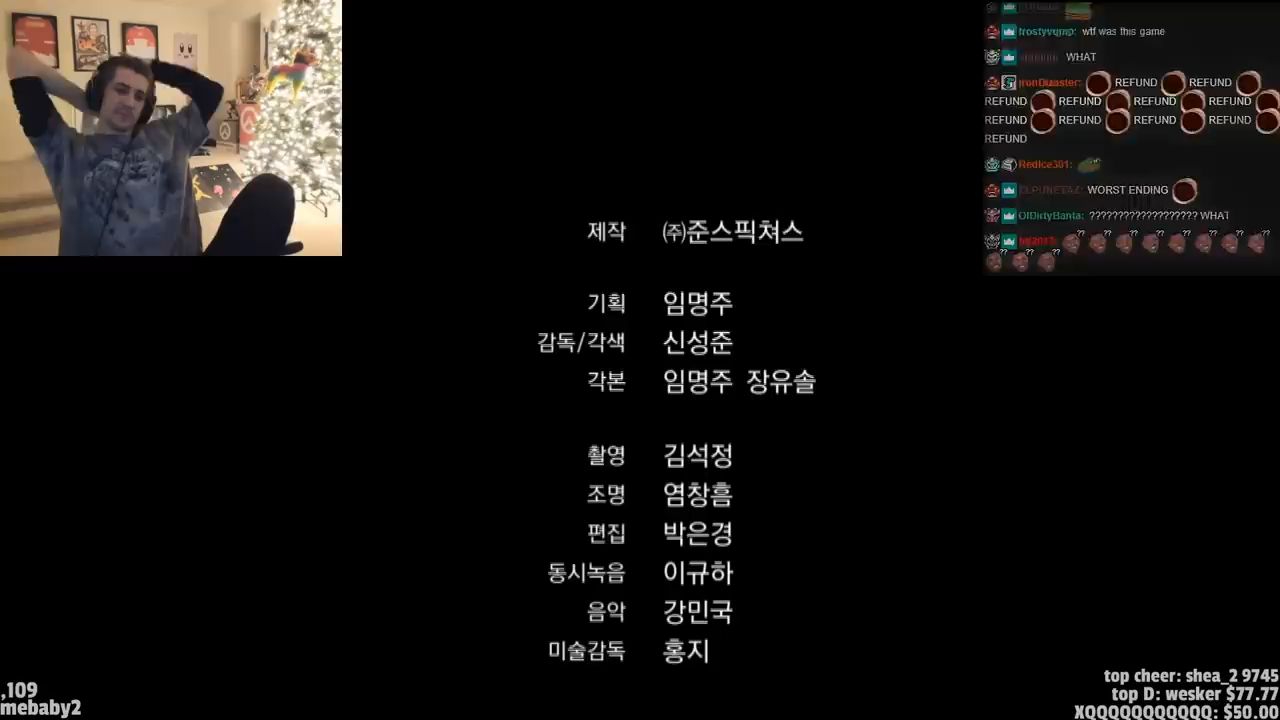 frostyvqmp: wtf was this game
WHAT
REFUND REFUND
REFUND REFUND REFUND REFUND
REFUND REFUND REFUND REFUND
REFUND
RedIce381:
WORST ENDING
OlDirtyBanta: ??????????????????? WHAT
제작 ㈜준스픽쳐스
기획 임명주
감독/각색 신성준
각본 임명주 장유솔
촬영 김석정
조명 염창흠
편집 박은경
동시녹음 이규하
음악 강민국
미술감독 홍지
,109
mebaby2
top cheer: shea_2 9745
top D: wesker $77.77
XQQQQQQQQQQQ: $50.00